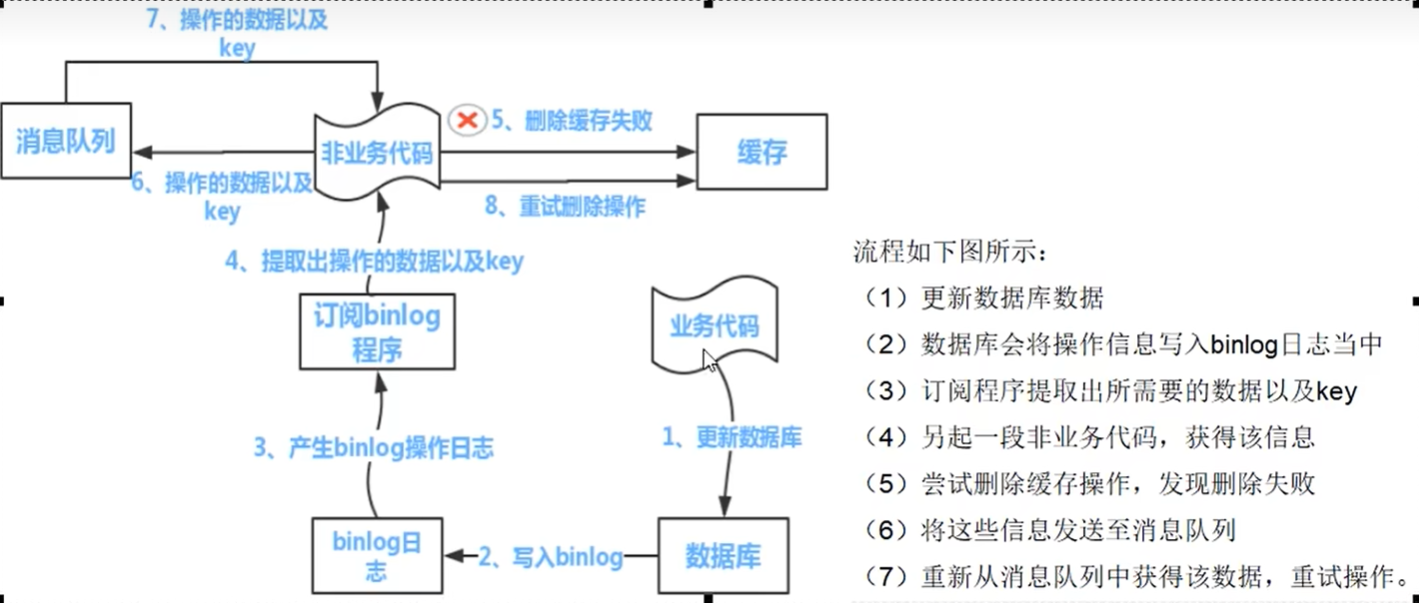 7、操作的数据以及
key
消息队列
非业务代码
5、删除缓存失败
缓存
6、操作的数据以及
key
8、重试删除操作
4、提取出操作的数据以及key
订阅binlog
程序
业务代码
3、产生binlog操作日志
1、更新数据库
binlog日
志
2、写入binlog
数据库
流程如下图所示：
（1）更新数据库数据
（2）数据库会将操作信息写入binlog日志当中
（3）订阅程序提取出所需要的数据以及key
（4）另起一段非业务代码，获得该信息
（5）尝试删除缓存操作，发现删除失败
（6）将这些信息发送至消息队列
（7）重新从消息队列中获得该数据，重试操作。